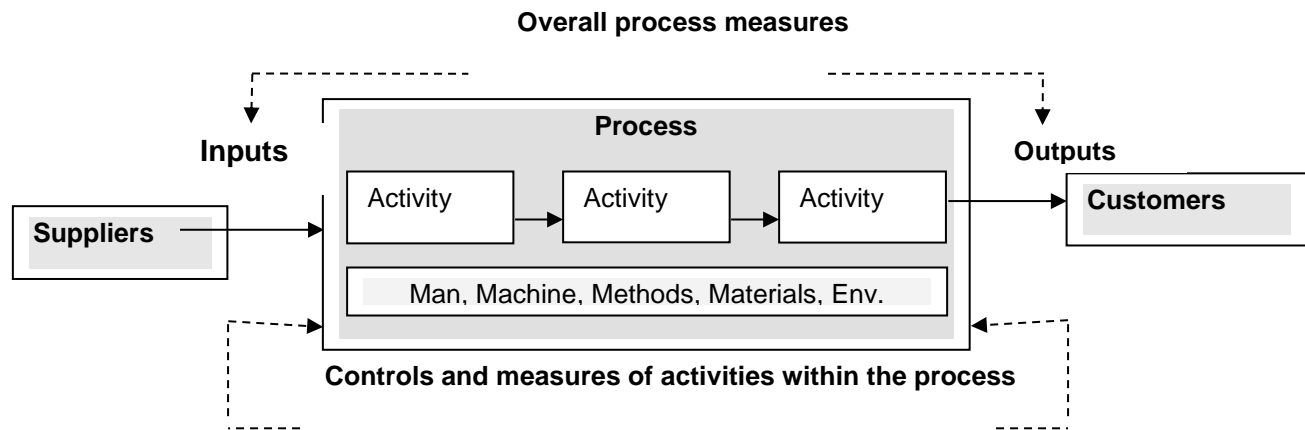 Overall process measures
Process
Inputs
Outputs
Activity
Activity
Activity
Customers
Suppliers
Man, Machine, Methods, Materials, Env.
Controls and measures of activities within the process